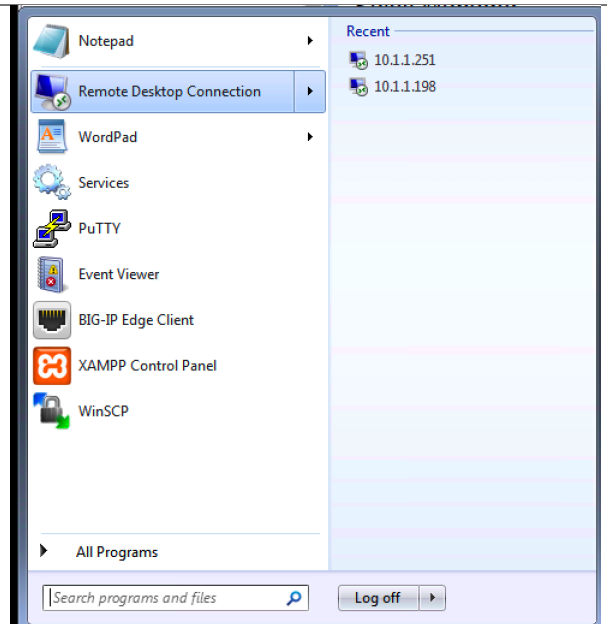 Notepad
Remote Desktop Connection
WordPad
Services
PuTTY
Event Viewer
BIG-IP Edge Client
XAMPP Control Panel
WinSCP
All Programs
Search programs and files
Recent
10.1.1.251
10.1.1.198
Log off